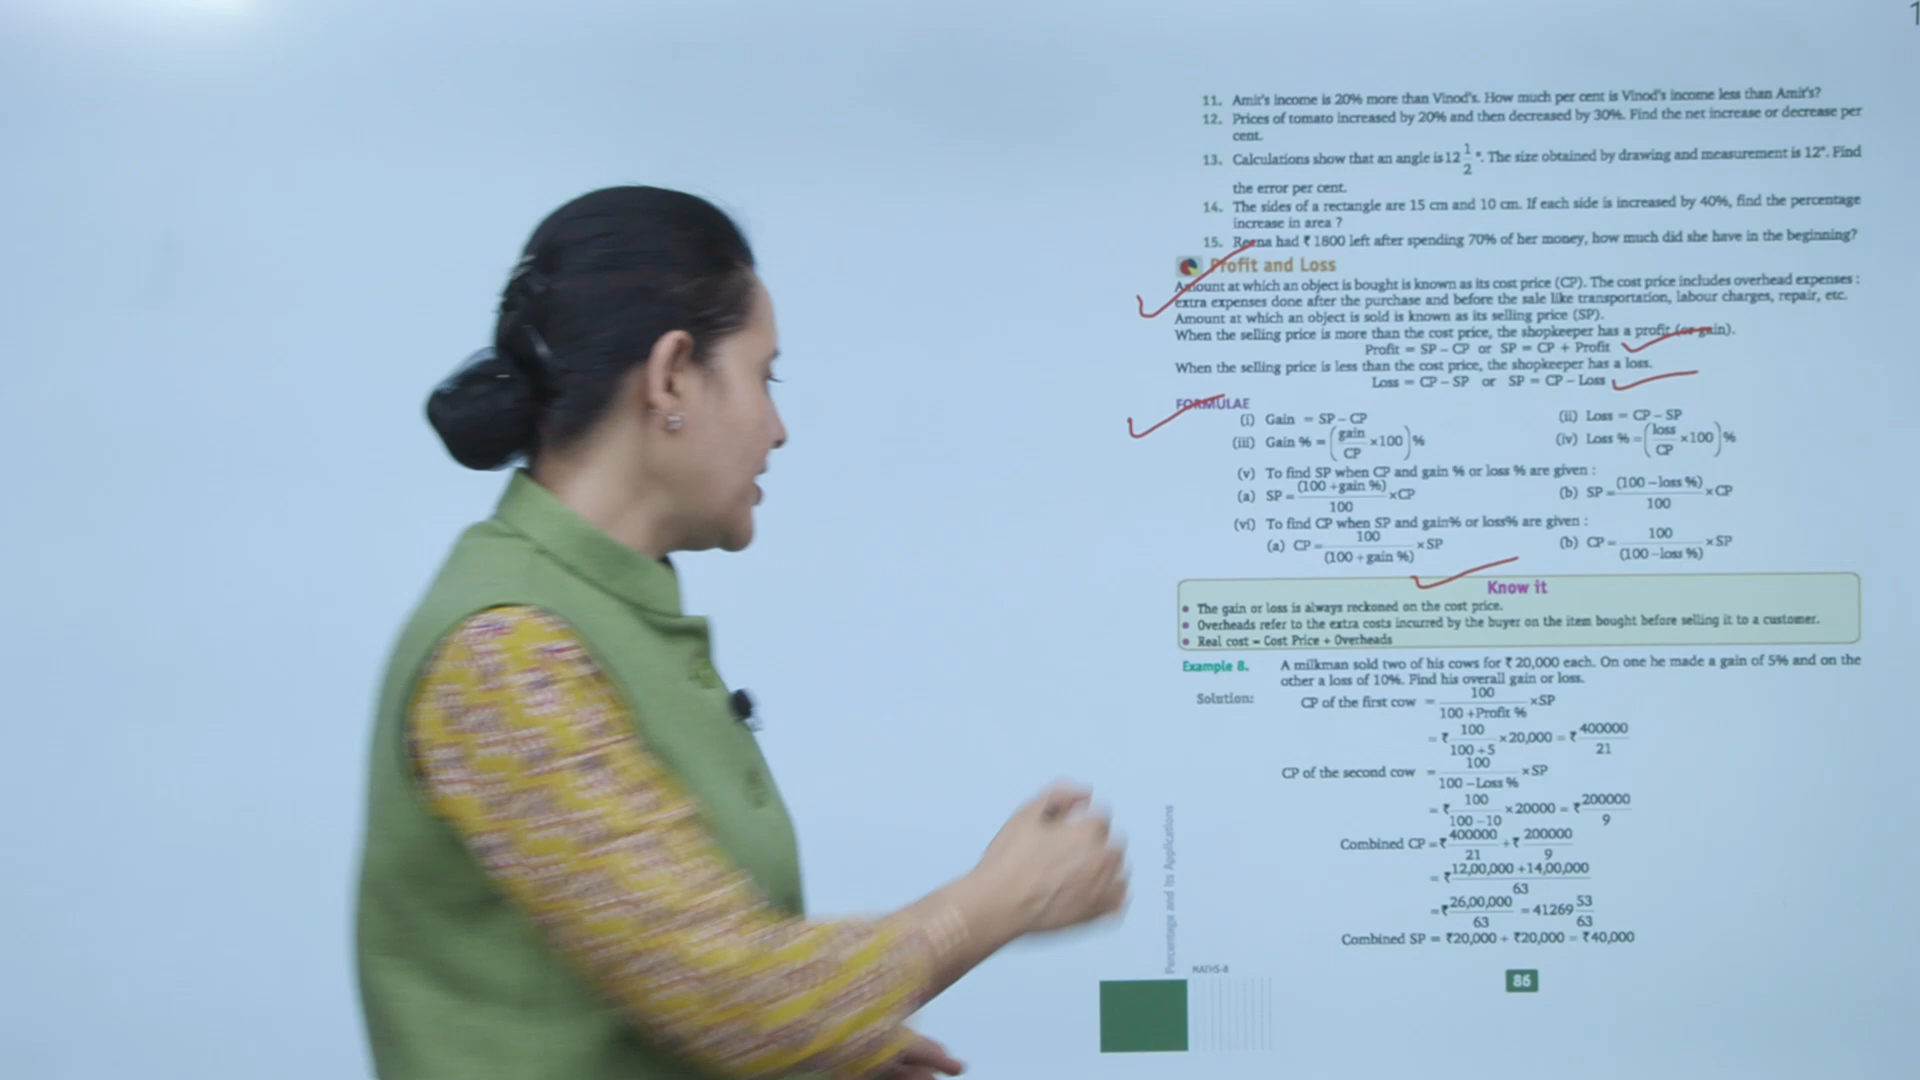 11. Amit's income is 20% more than Vinod's. How much per cent is Vinod's income less than Amit's?
12. Prices of tomato increased by 20% and then decreased by 30%. Find the net increase or decrease per
cent.
13. Calculations show that an angle is 12 1/2 °. The size obtained by drawing and measurement is 12°. Find
the error per cent.
14. The sides of a rectangle are 15 cm and 10 cm. If each side is increased by 40%, find the percentage
increase in area ?
15. Reena had ₹ 1800 left after spending 70% of her money, how much did she have in the beginning?
Profit and Loss
Amount at which an object is bought is known as its cost price (CP). The cost price includes overhead expenses :
extra expenses done after the purchase and before the sale like transportation, labour charges, repair, etc.
Amount at which an object is sold is known as its selling price (SP).
When the selling price is more than the cost price, the shopkeeper has a profit (or gain).
Profit = SP – CP or SP = CP + Profit
When the selling price is less than the cost price, the shopkeeper has a loss.
Loss = CP – SP or SP = CP – Loss
FORMULAE
(i) Gain = SP – CP (ii) Loss = CP – SP
(iii) Gain % = (gain/CP ×100)% (iv) Loss % = (loss/CP ×100)%
(v) To find SP when CP and gain % or loss % are given :
(a) SP = (100 +gain %)/100 ×CP (b) SP = (100 –loss %)/100 ×CP
(vi) To find CP when SP and gain% or loss% are given :
(a) CP = 100/(100 + gain %) ×SP (b) CP = 100/(100 –loss %) ×SP
Know it
• The gain or loss is always reckoned on the cost price.
• Overheads refer to the extra costs incurred by the buyer on the item bought before selling it to a customer.
• Real cost = Cost Price + Overheads
Example 8. A milkman sold two of his cows for ₹ 20,000 each. On one he made a gain of 5% and on the
other a loss of 10%. Find his overall gain or loss.
Solution: CP of the first cow = 100/(100 +Profit %) ×SP
= ₹ 100/(100 +5) ×20,000 = ₹ 400000/21
CP of the second cow = 100/(100 –Loss %) ×SP
= ₹ 100/(100 –10) ×20000 = ₹ 200000/9
Combined CP = ₹ 400000/21 + ₹ 200000/9
= ₹ 12,00,000 +14,00,000/63
= ₹ 26,00,000/63 = 41269 53/63
Combined SP = ₹20,000 + ₹20,000 = ₹40,000
Percentage and Its Applications
MATHS-8
86